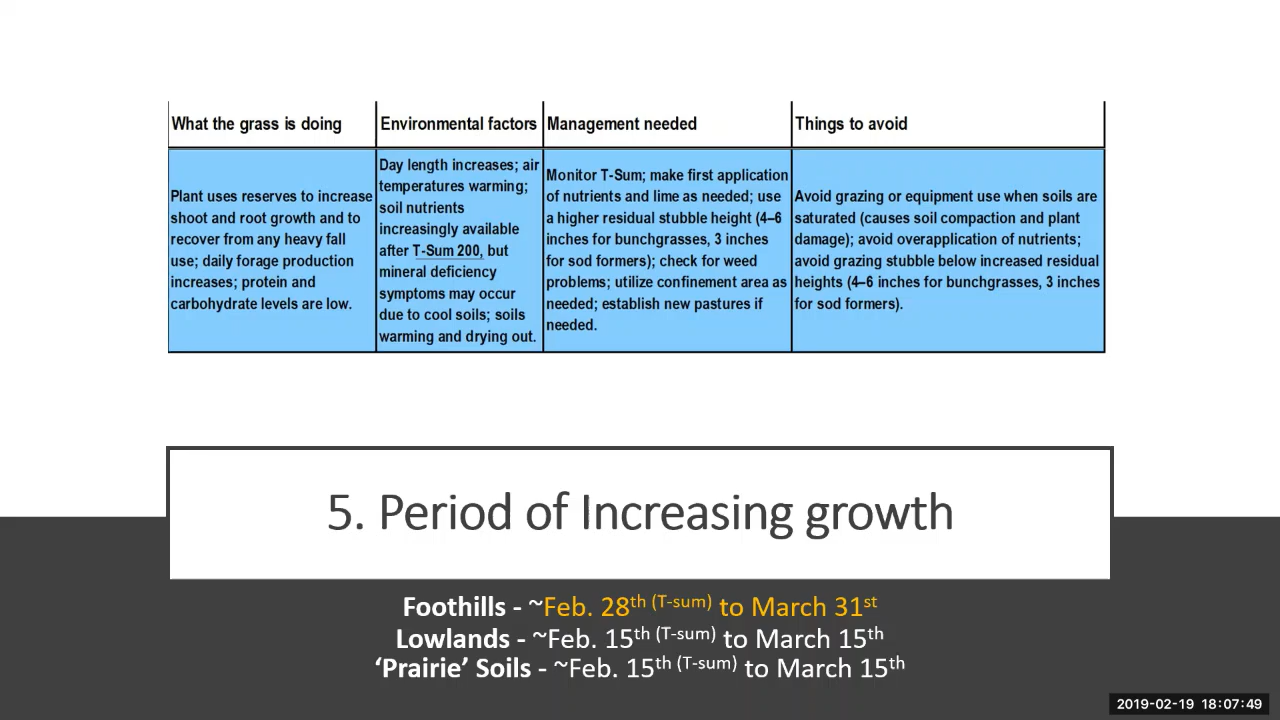 What the grass is doing
Environmental factors
Management needed
Things to avoid
Plant uses reserves to increase
shoot and root growth and to
recover from any heavy fall
use; daily forage production
increases; protein and
carbohydrate levels are low.
Day length increases; air
temperatures warming;
soil nutrients
increasingly available
after T-Sum 200, but
mineral deficiency
symptoms may occur
due to cool soils; soils
warming and drying out.
Monitor T-Sum; make first application
of nutrients and lime as needed; use
a higher residual stubble height (4–6
inches for bunchgrasses, 3 inches
for sod formers); check for weed
problems; utilize confinement area as
needed; establish new pastures if
needed.
Avoid grazing or equipment use when soils are
saturated (causes soil compaction and plant
damage); avoid overapplication of nutrients;
avoid grazing stubble below increased residual
heights (4–6 inches for bunchgrasses, 3 inches
for sod formers).
5. Period of Increasing growth
Foothills - ~Feb. 28th (T-sum) to March 31st
Lowlands - ~Feb. 15th (T-sum) to March 15th
‘Prairie’ Soils - ~Feb. 15th (T-sum) to March 15th
2019-02-19 18:07:49